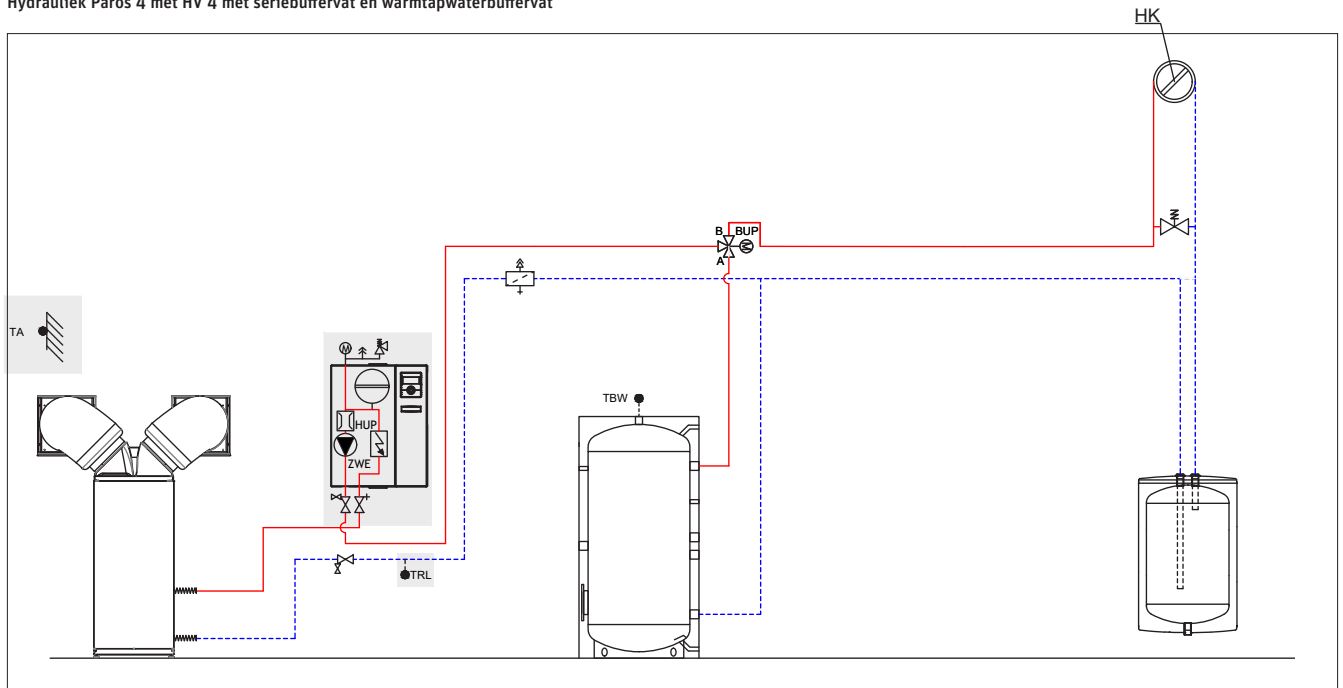 Hydrauliek Paros 4 met HV 4 met seriebuffervat en warmtapwaterbuffervat
HK
B BUP
M
A
TA
M
HUP
ZWE
TBW
TRL